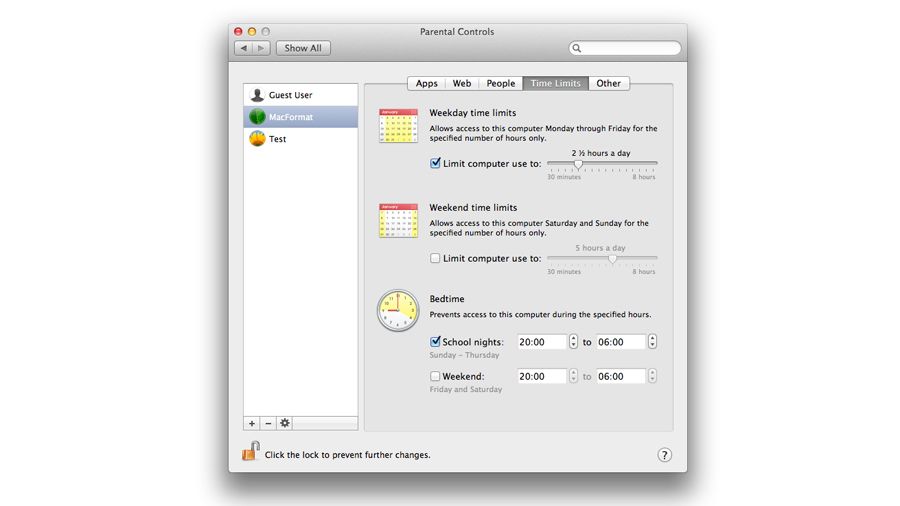 Parental Controls
Show All
Apps Web People Time Limits Other
Guest User
MacFormat
Test
Weekday time limits
Allows access to this computer Monday through Friday for the
specified number of hours only.
2 ½ hours a day
Limit computer use to:
30 minutes 8 hours
Weekend time limits
Allows access to this computer Saturday and Sunday for the
specified number of hours only.
5 hours a day
Limit computer use to:
30 minutes 8 hours
Bedtime
Prevents access to this computer during the specified hours.
School nights: 20:00 to 06:00
Sunday – Thursday
Weekend: 20:00 to 06:00
Friday and Saturday
Click the lock to prevent further changes.
?